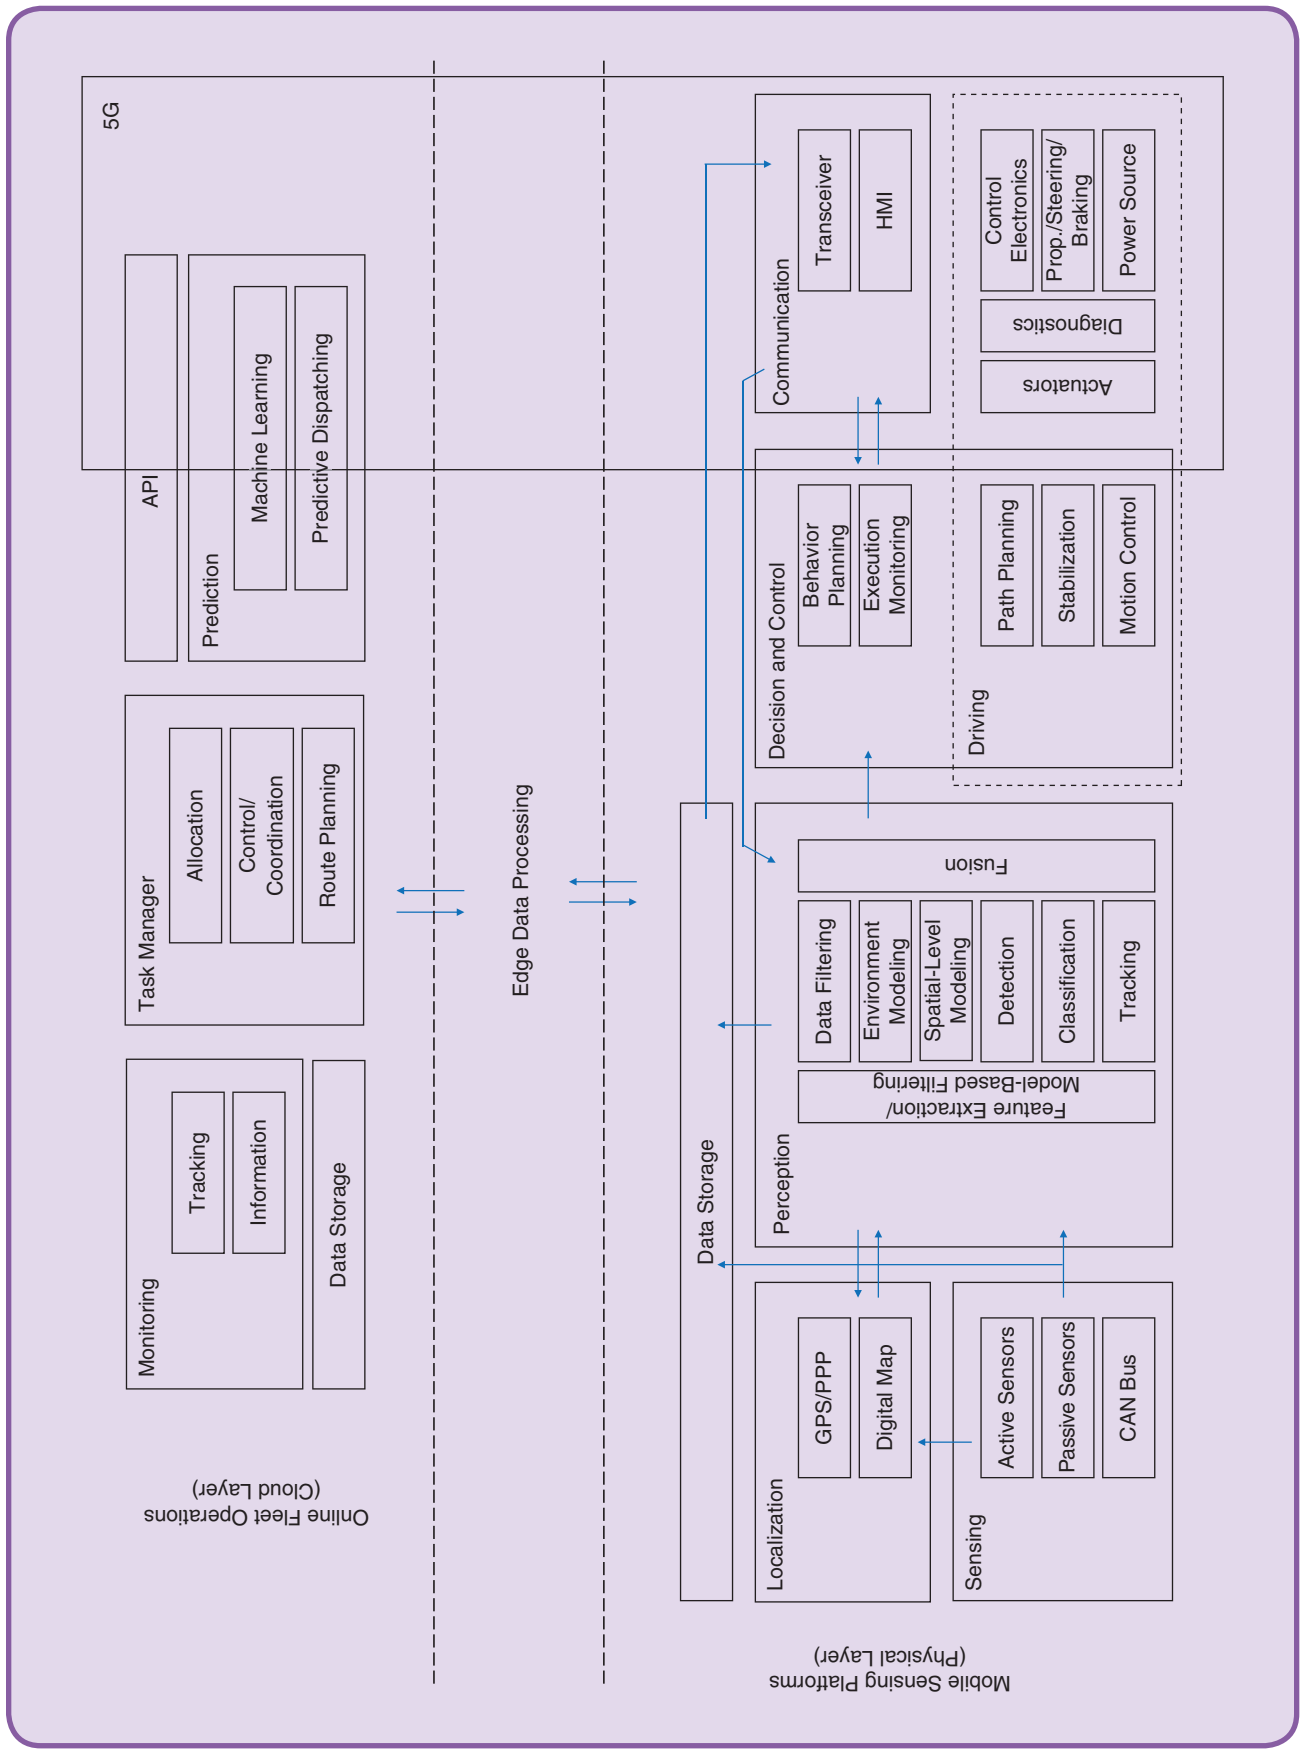 Online Fleet Operations
(Cloud Layer)
Monitoring
Tracking
Information
Data Storage
Task Manager
Allocation
Control/
Coordination
Route Planning
API
Prediction
Machine Learning
Predictive Dispatching
5G
Edge Data Processing
Mobile Sensing Platforms
(Physical Layer)
Data Storage
Localization
GPS/PPP
Digital Map
Sensing
Active Sensors
Passive Sensors
CAN Bus
Perception
Feature Extraction/
Model-Based Filtering
Data Filtering
Environment
Modeling
Spatial-Level
Modeling
Detection
Classification
Tracking
Fusion
Decision and Control
Behavior
Planning
Execution
Monitoring
Driving
Path Planning
Stabilization
Motion Control
Communication
Transceiver
HMI
Actuators
Diagnostics
Control
Electronics
Prop./Steering/
Braking
Power Source